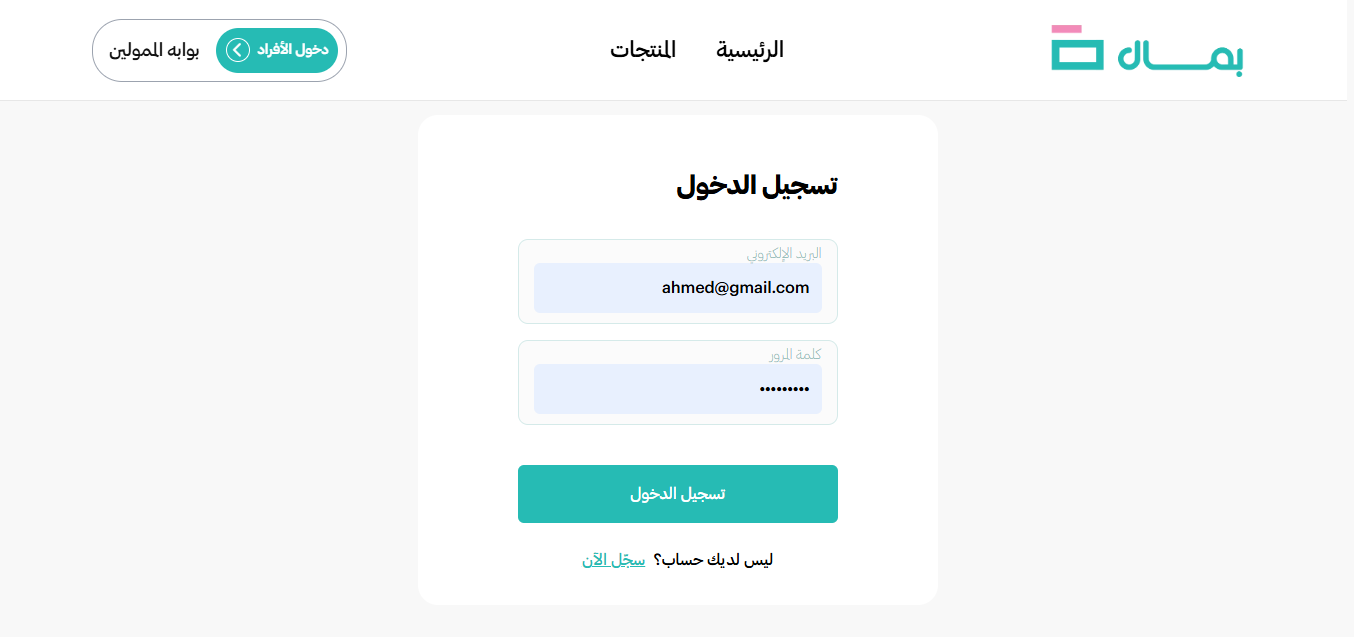 بمال
الرئيسية
المنتجات
دخول الأفراد
بوابه الممولين
تسجيل الدخول
البريد الإلكتروني
ahmed@gmail.com
كلمة المرور
•••••••••
تسجيل الدخول
ليس لديك حساب؟ سجّل الآن